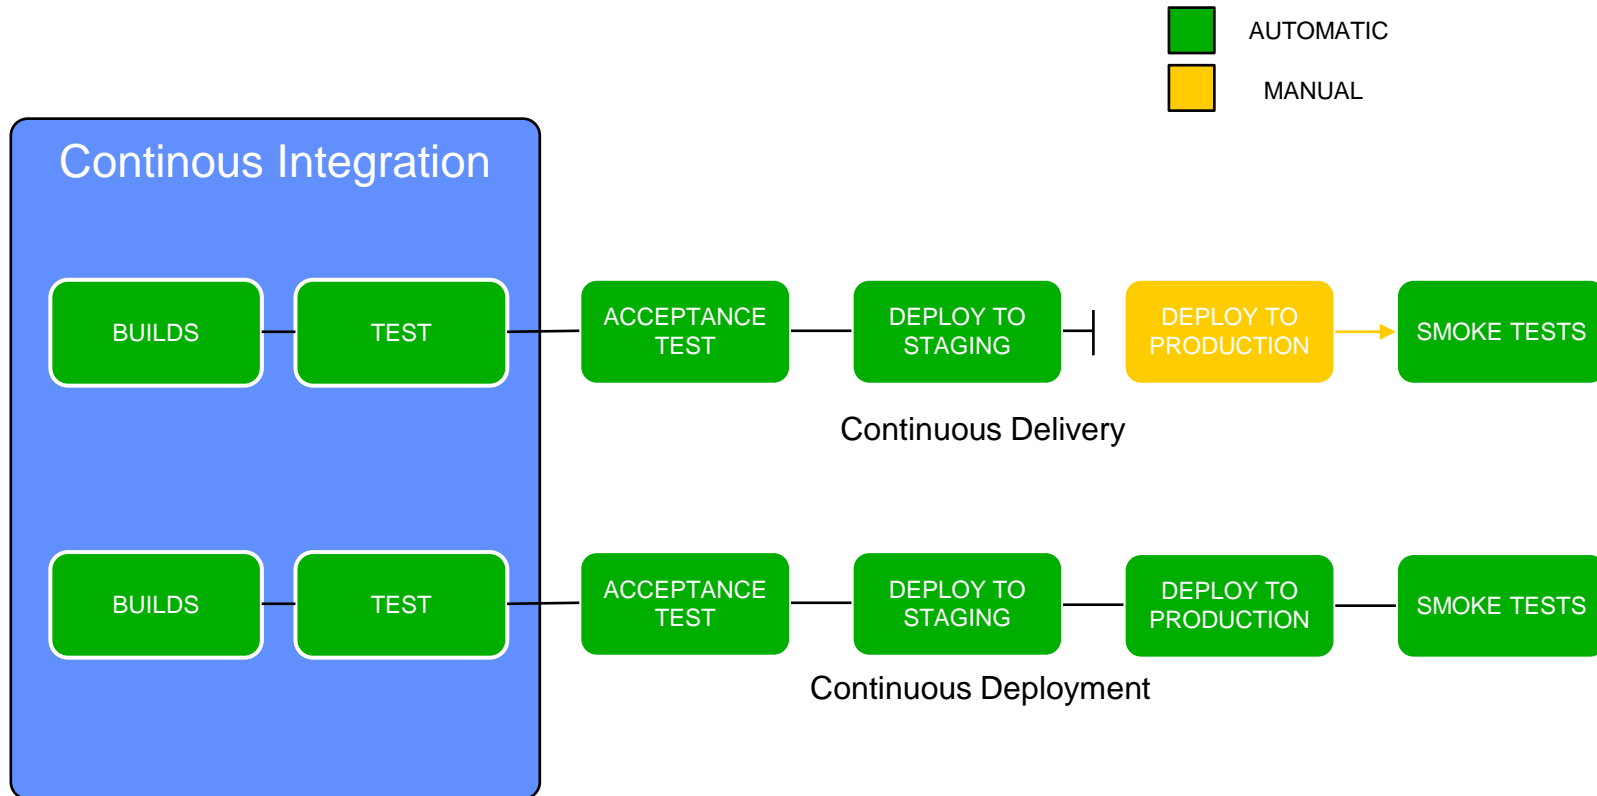 AUTOMATIC
MANUAL
Continous Integration
BUILDS
TEST
ACCEPTANCE
TEST
DEPLOY TO
STAGING
DEPLOY TO
PRODUCTION
SMOKE TESTS
Continuous Delivery
BUILDS
TEST
ACCEPTANCE
TEST
DEPLOY TO
STAGING
DEPLOY TO
PRODUCTION
SMOKE TESTS
Continuous Deployment